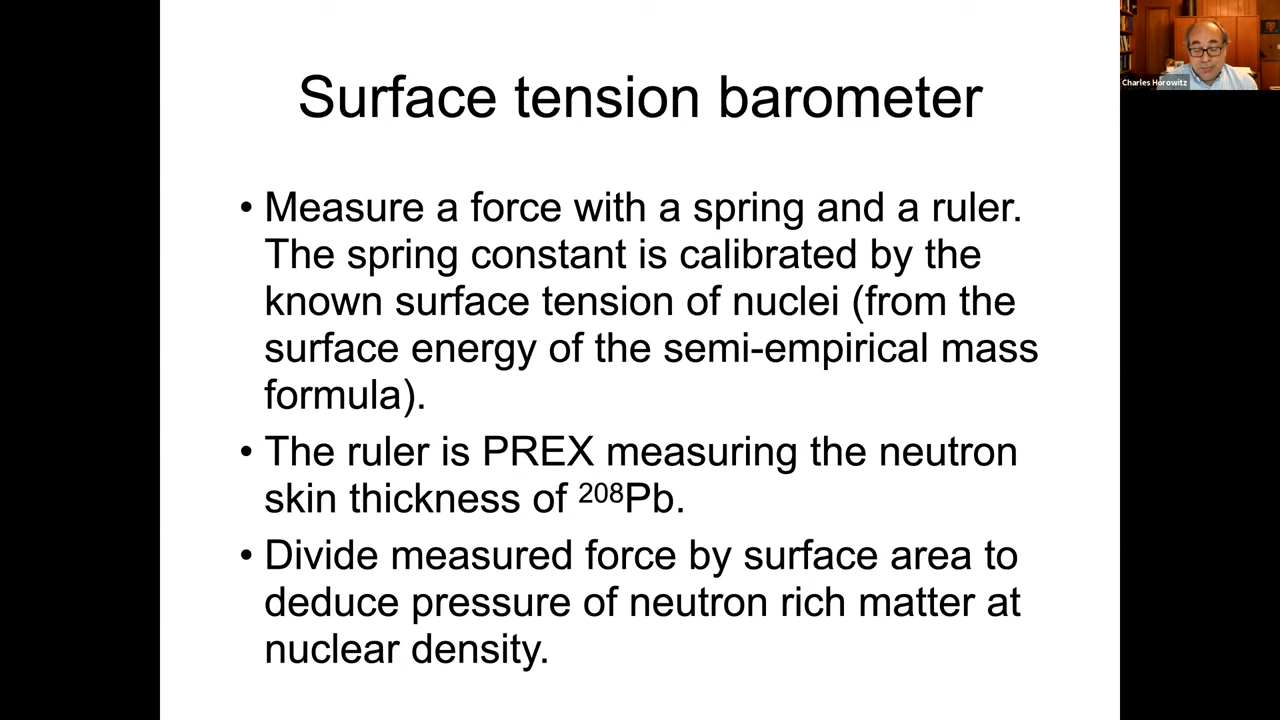 Surface tension barometer
• Measure a force with a spring and a ruler.
The spring constant is calibrated by the
known surface tension of nuclei (from the
surface energy of the semi-empirical mass
formula).
• The ruler is PREX measuring the neutron
skin thickness of ²⁰⁸Pb.
• Divide measured force by surface area to
deduce pressure of neutron rich matter at
nuclear density.
Charles Horowitz